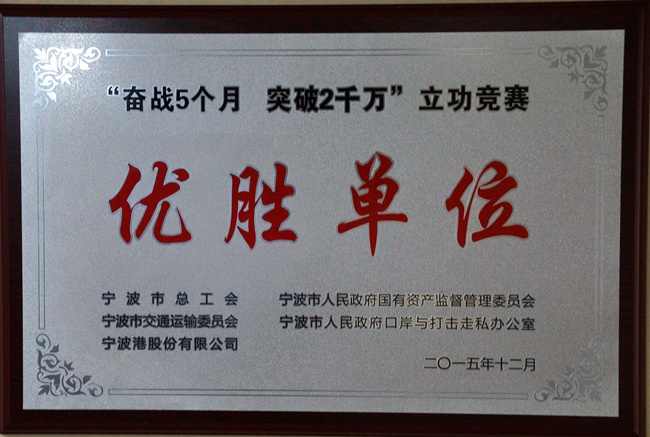 “奋战5个月 突破2千万”立功竞赛
优胜单位
宁波市总工会 宁波市人民政府国有资产监督管理委员会
宁波市交通运输委员会 宁波市人民政府口岸与打击走私办公室
宁波港股份有限公司
二〇一五年十二月